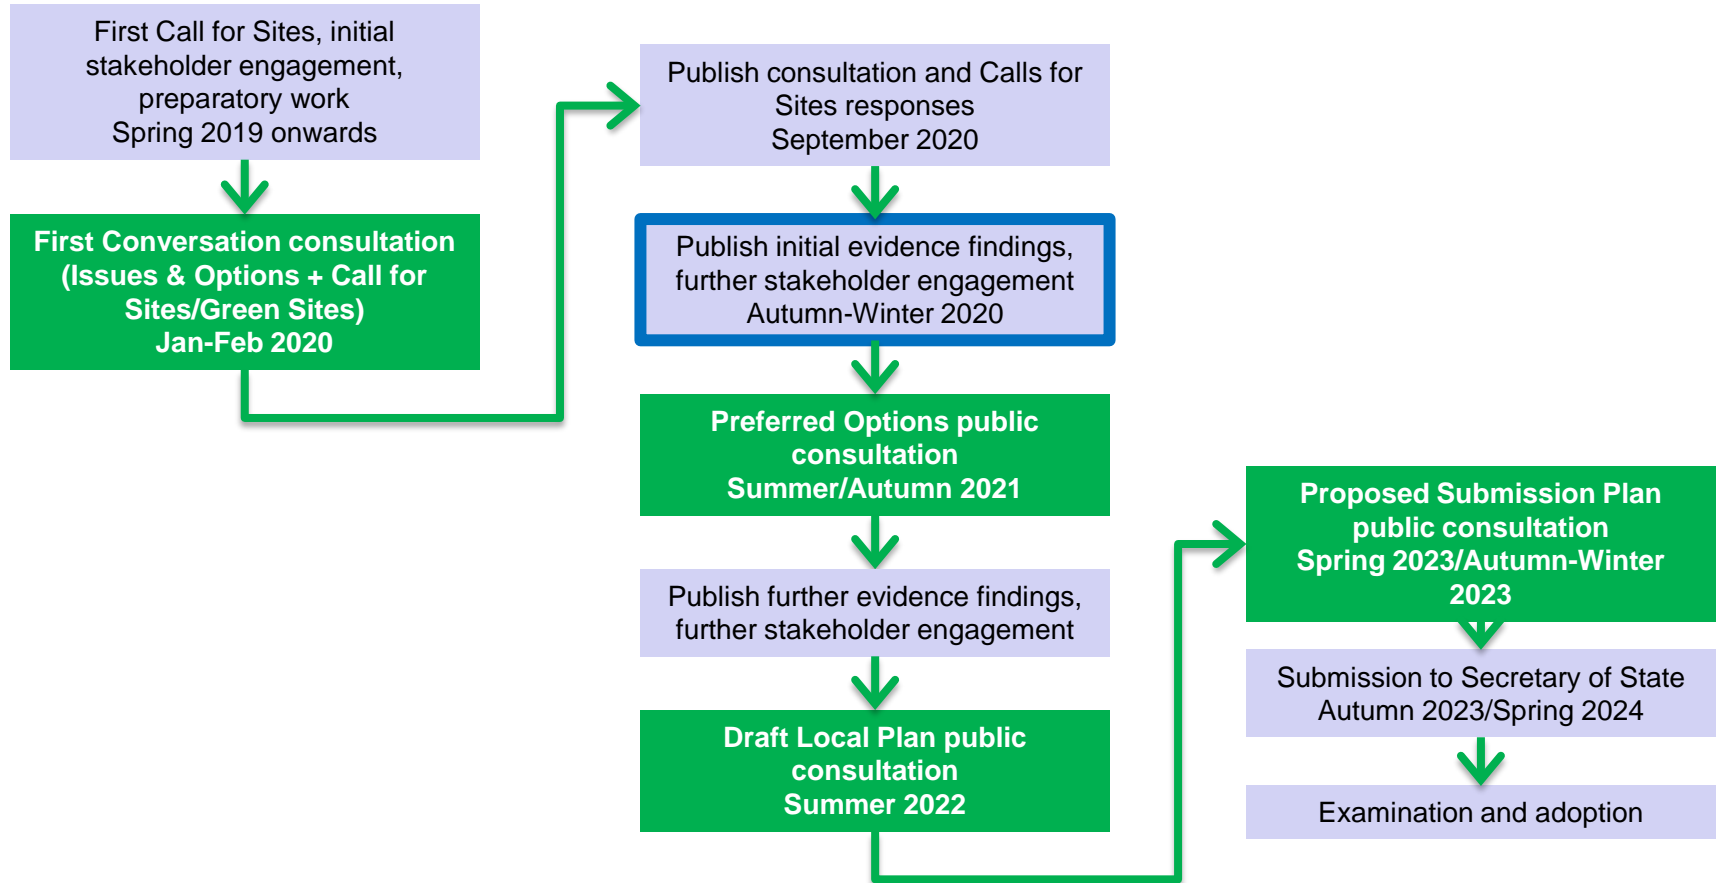 First Call for Sites, initial
stakeholder engagement,
preparatory work
Spring 2019 onwards
First Conversation consultation
(Issues & Options + Call for
Sites/Green Sites)
Jan-Feb 2020
Publish consultation and Calls for
Sites responses
September 2020
Publish initial evidence findings,
further stakeholder engagement
Autumn-Winter 2020
Preferred Options public
consultation
Summer/Autumn 2021
Publish further evidence findings,
further stakeholder engagement
Draft Local Plan public
consultation
Summer 2022
Proposed Submission Plan
public consultation
Spring 2023/Autumn-Winter
2023
Submission to Secretary of State
Autumn 2023/Spring 2024
Examination and adoption